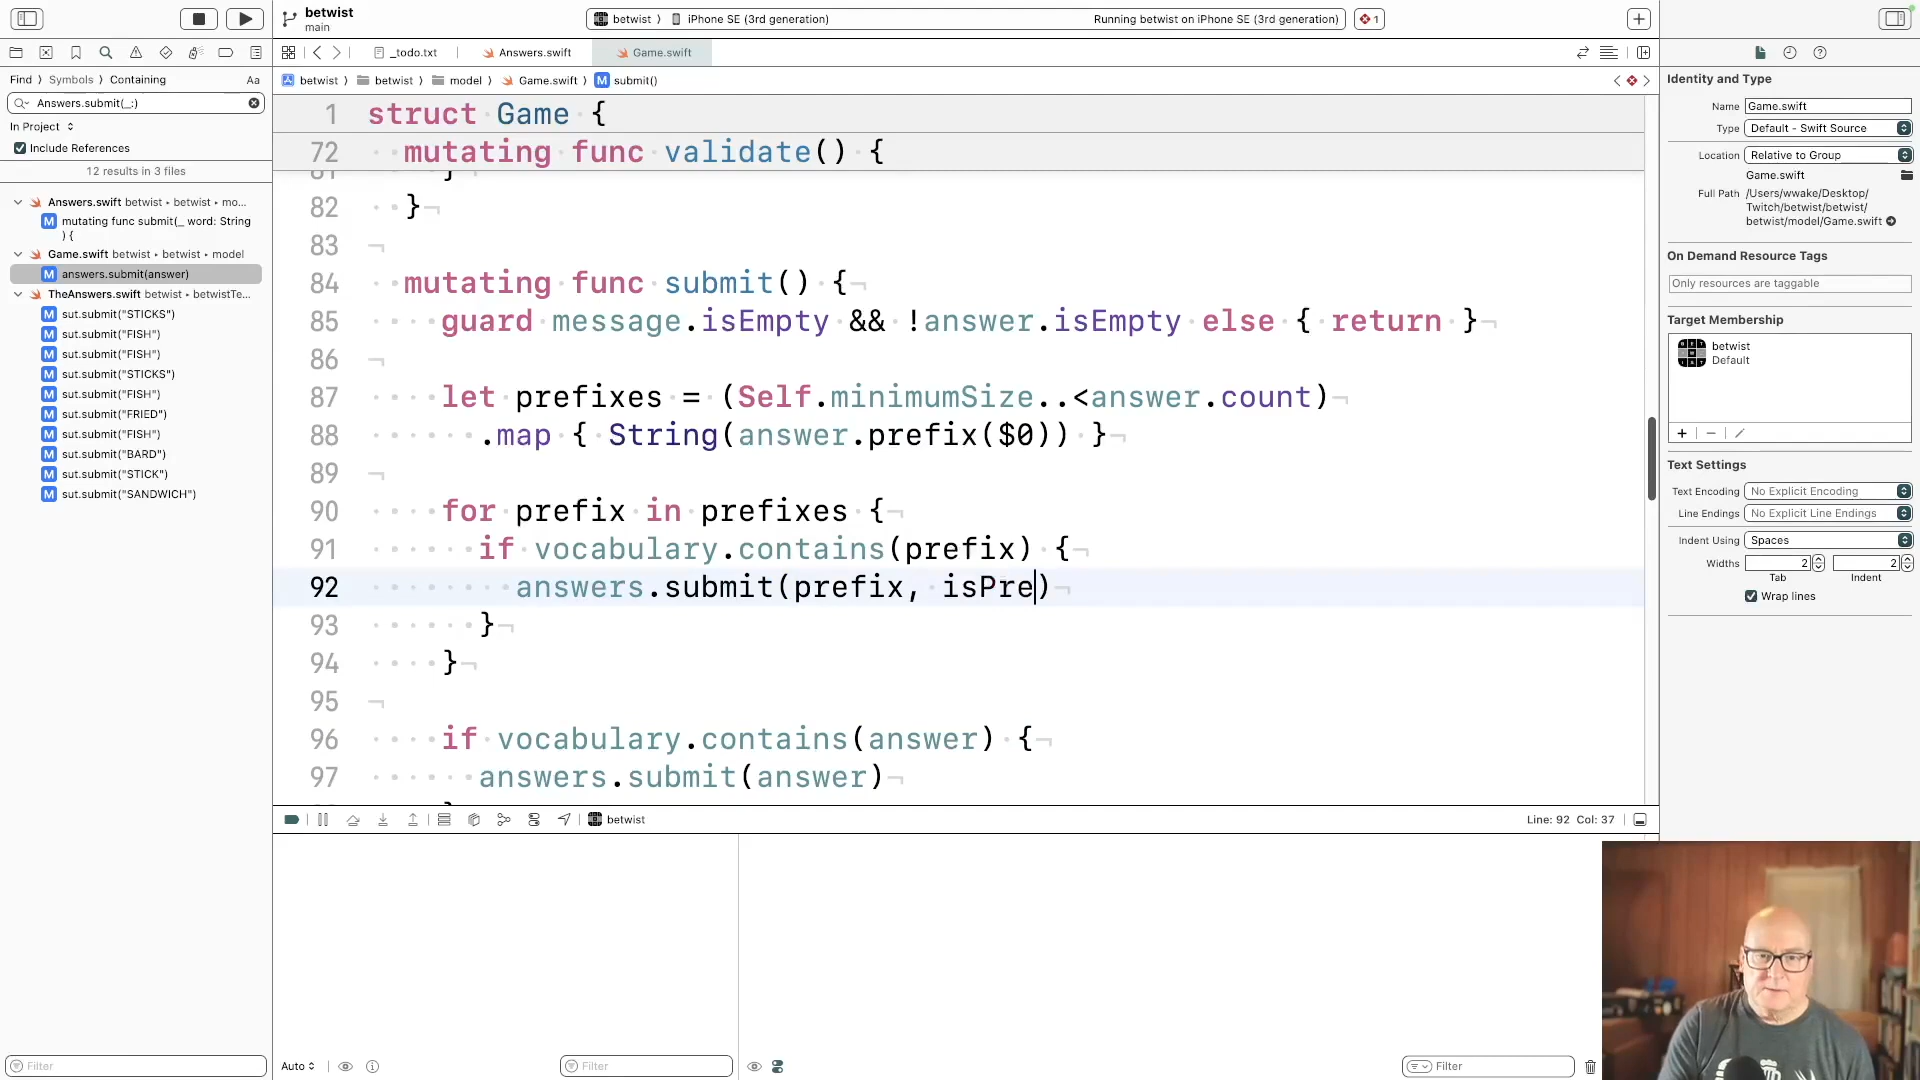 betwist
main
betwist 〉 iPhone SE (3rd generation)
Running betwist on iPhone SE (3rd generation)
1
_todo.txt
Answers.swift
Game.swift
Find 〉 Symbols 〉 Containing
Aa
Answers.submit(_:)
In Project
Include References
12 results in 3 files
Answers.swift betwist • betwist • mo...
M mutating func submit(_ word: String
) {
Game.swift betwist • betwist • model
M answers.submit(answer)
TheAnswers.swift betwist • betwistTe...
M sut.submit("STICKS")
M sut.submit("FISH")
M sut.submit("FISH")
M sut.submit("STICKS")
M sut.submit("FISH")
M sut.submit("FRIED")
M sut.submit("FISH")
M sut.submit("BARD")
M sut.submit("STICK")
M sut.submit("SANDWICH")
Filter
betwist 〉 betwist 〉 model 〉 Game.swift 〉 M submit()
1 struct Game {
72 mutating func validate() {
81 }
82 }
83
84 mutating func submit() {
85 guard message.isEmpty && !answer.isEmpty else { return }
86
87 let prefixes = (Self.minimumSize..<answer.count)
88 .map { String(answer.prefix($0)) }
89
90 for prefix in prefixes {
91 if vocabulary.contains(prefix) {
92 answers.submit(prefix, isPre)
93 }
94 }
95
96 if vocabulary.contains(answer) {
97 answers.submit(answer)
betwist
Line: 92 Col: 37
Auto
Filter
Filter
Identity and Type
Name Game.swift
Type Default - Swift Source
Location Relative to Group
Game.swift
Full Path /Users/wwake/Desktop/
Twitch/betwist/betwist/
betwist/model/Game.swift
On Demand Resource Tags
Only resources are taggable
Target Membership
betwist
Default
Text Settings
Text Encoding No Explicit Encoding
Line Endings No Explicit Line Endings
Indent Using Spaces
Widths 2 2
Tab Indent
Wrap lines